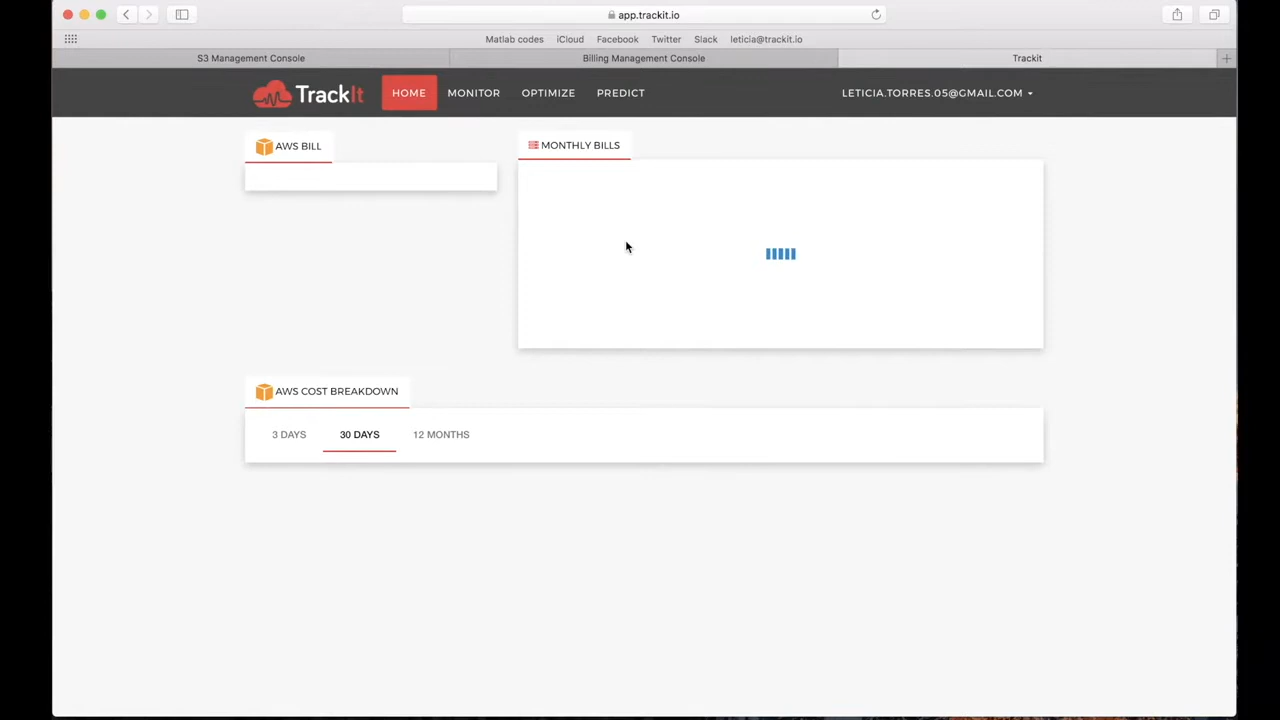 app.trackit.io
Matlab codes iCloud Facebook Twitter Slack leticia@trackit.io
S3 Management Console Billing Management Console Trackit
TrackIt HOME MONITOR OPTIMIZE PREDICT LETICIA.TORRES.05@GMAIL.COM
AWS BILL
MONTHLY BILLS
AWS COST BREAKDOWN
3 DAYS 30 DAYS 12 MONTHS